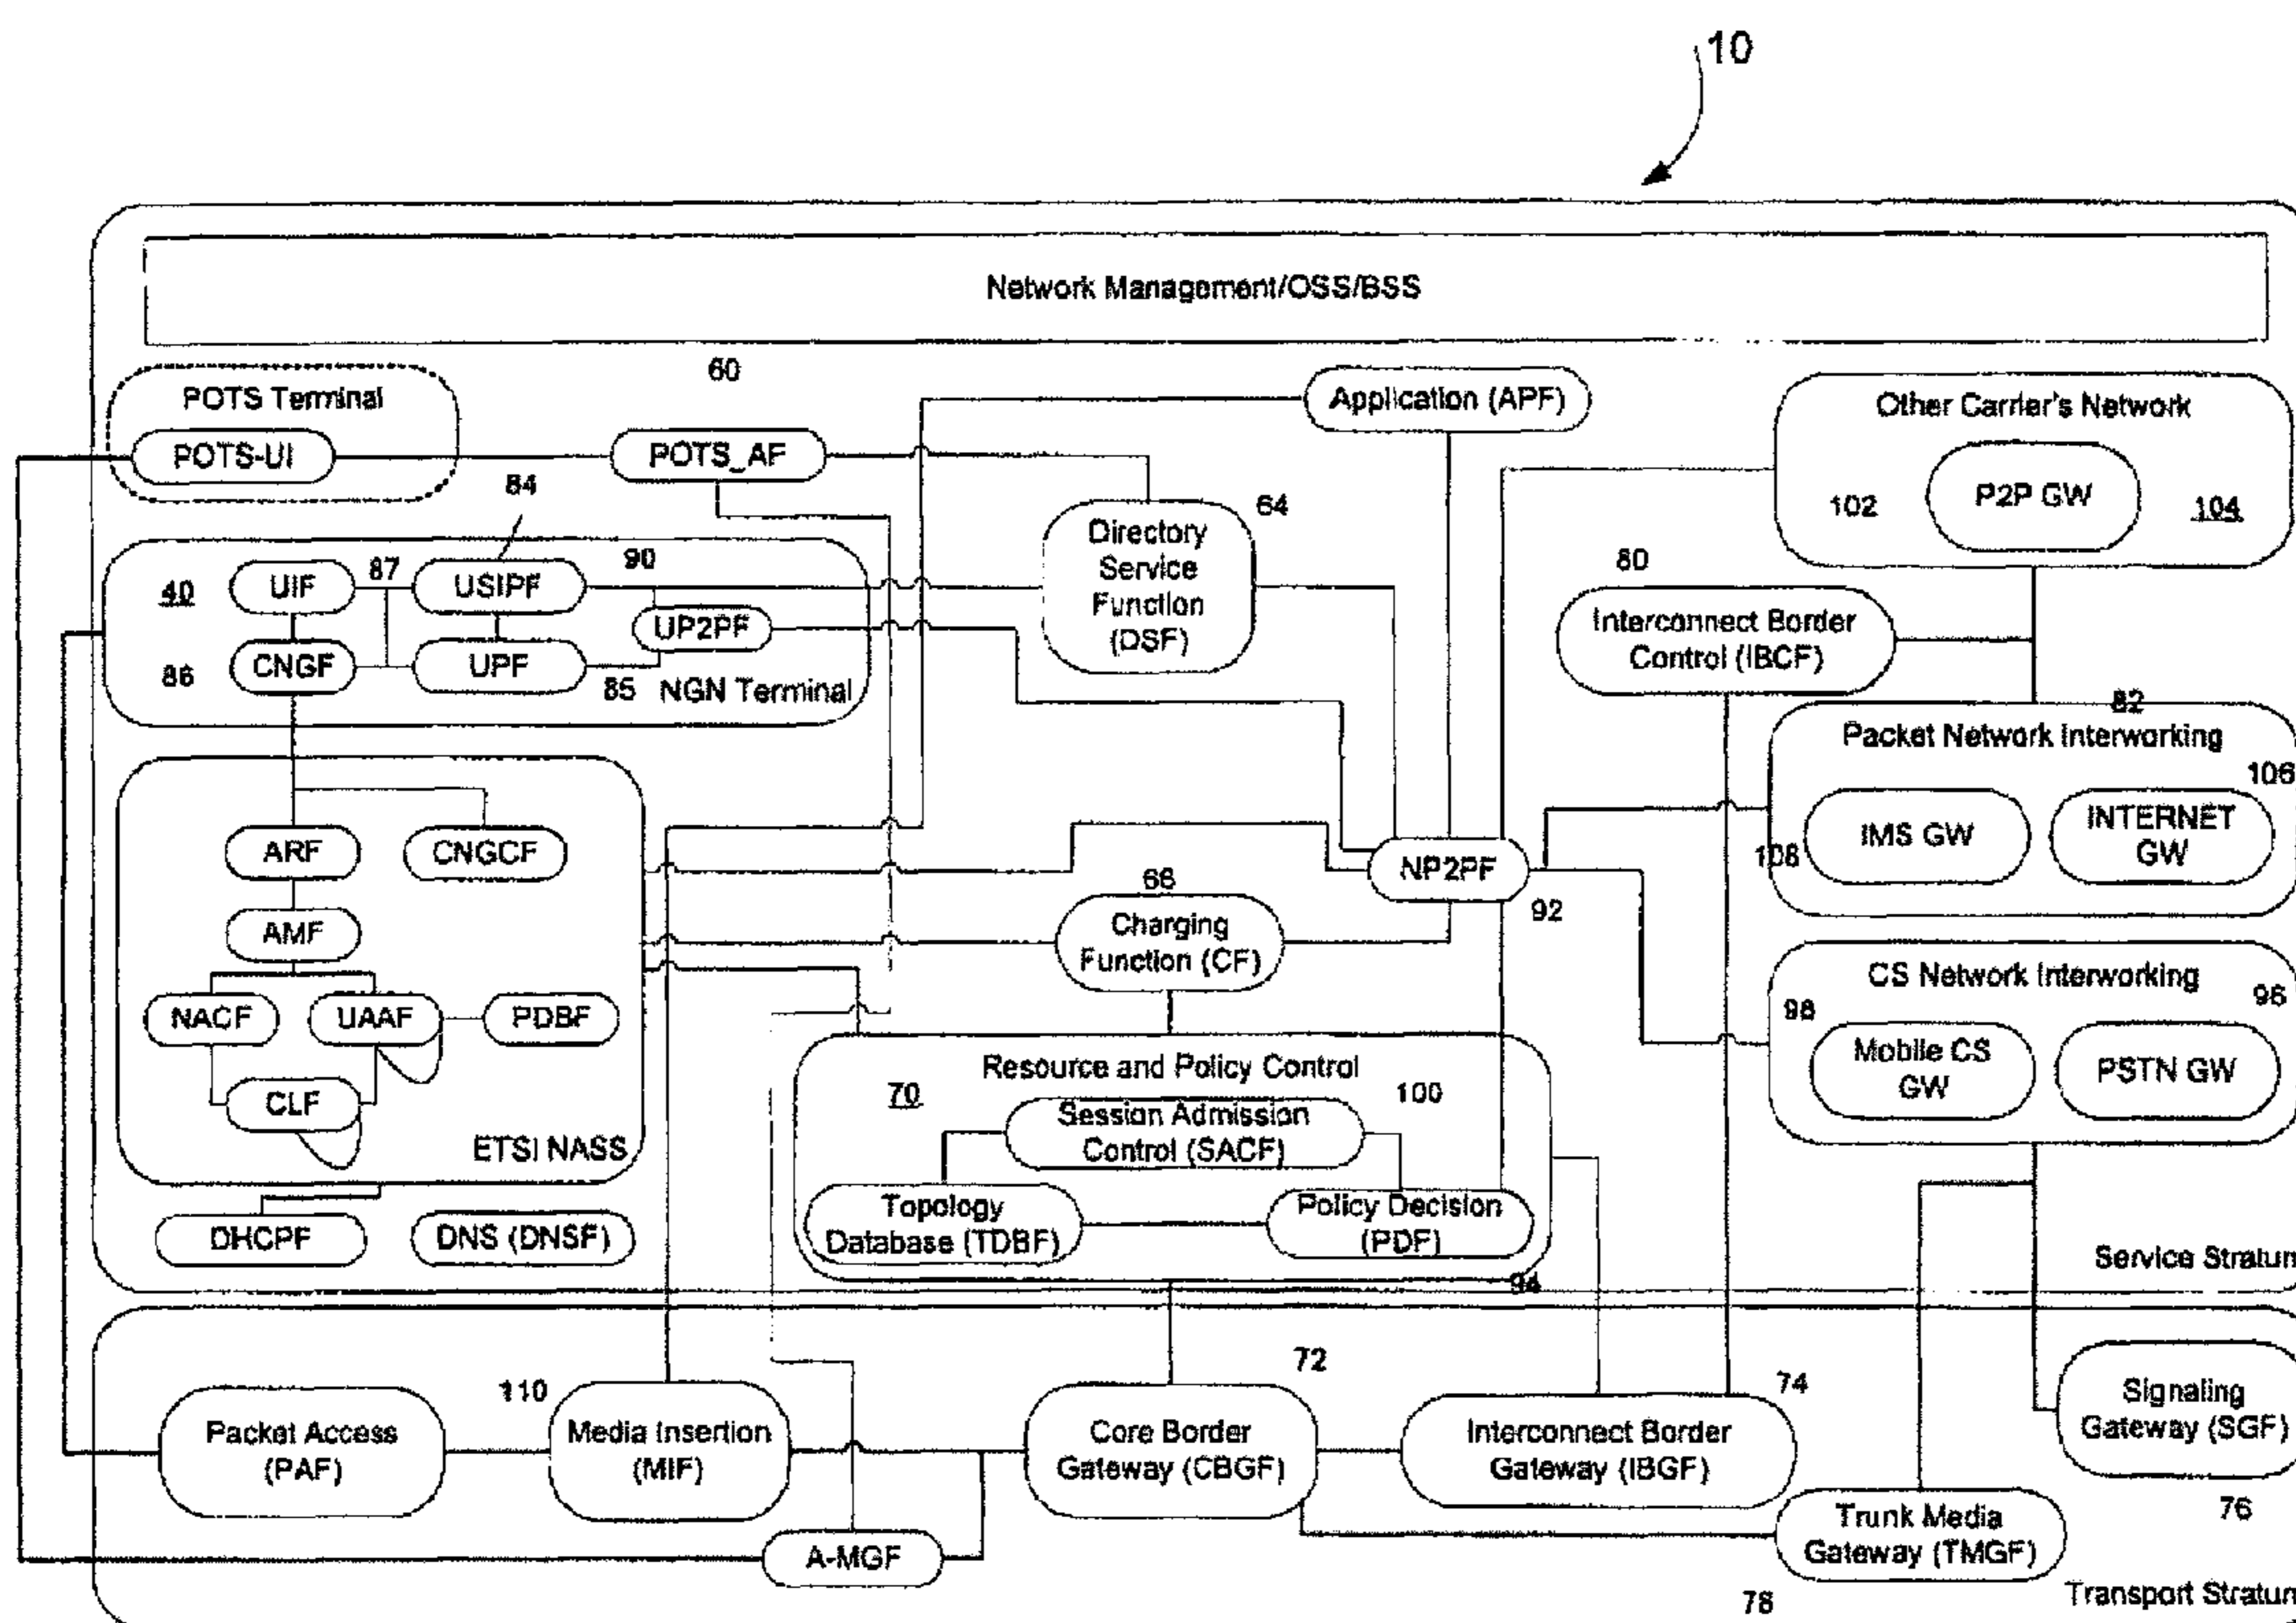 10
Network Management/OSS/BSS
60
POTS Terminal
POTS-UI
POTS_AF
84
Application (APF)
Other Carrier's Network
102
P2P GW
104
64
Directory
Service
Function
(DSF)
80
Interconnect Border
Control (IBCF)
40
UIF
87
USIPF
90
UP2PF
86
CNGF
UPF
85
NGN Terminal
82
Packet Network Interworking
106
108
IMS GW
INTERNET
GW
ARF
CNGCF
AMF
NACF
UAAF
PDBF
CLF
ETSI NASS
NP2PF
92
66
Charging
Function (CF)
CS Network Interworking
98
96
Mobile CS
GW
PSTN GW
Resource and Policy Control
70
100
Session Admission
Control (SACF)
Topology
Database (TDBF)
Policy Decision
(PDF)
94
DHCPF
DNS (DNSF)
Service Stratum
110
72
74
Packet Access
(PAF)
Media Insertion
(MIF)
Core Border
Gateway (CBGF)
Interconnect Border
Gateway (IBGF)
Signaling
Gateway (SGF)
76
A-MGF
Trunk Media
Gateway (TMGF)
78
Transport Stratum